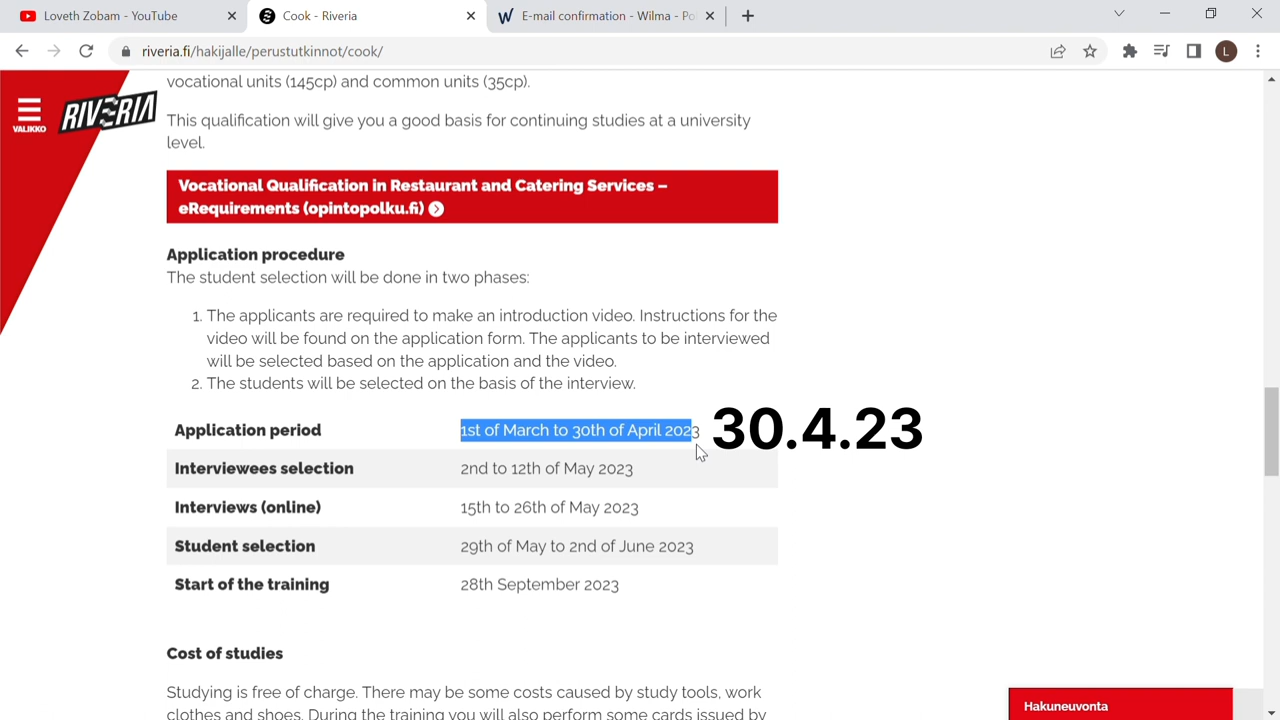 Loveth Zobam - YouTube
Cook - Riveria
E-mail confirmation - Wilma - Po
riveria.fi/hakijalle/perustutkinnot/cook/
L
VALIKKO
RIVERIA
vocational units (145cp) and common units (35cp).
This qualification will give you a good basis for continuing studies at a university
level.
Vocational Qualification in Restaurant and Catering Services –
eRequirements (opintopolku.fi)
Application procedure
The student selection will be done in two phases:
1. The applicants are required to make an introduction video. Instructions for the
video will be found on the application form. The applicants to be interviewed
will be selected based on the application and the video.
2. The students will be selected on the basis of the interview.
Application period 1st of March to 30th of April 2023 30.4.23
Interviewees selection 2nd to 12th of May 2023
Interviews (online) 15th to 26th of May 2023
Student selection 29th of May to 2nd of June 2023
Start of the training 28th September 2023
Cost of studies
Studying is free of charge. There may be some costs caused by study tools, work
clothes and shoes. During the training you will also perform some cards issued by
Hakuneuvonta